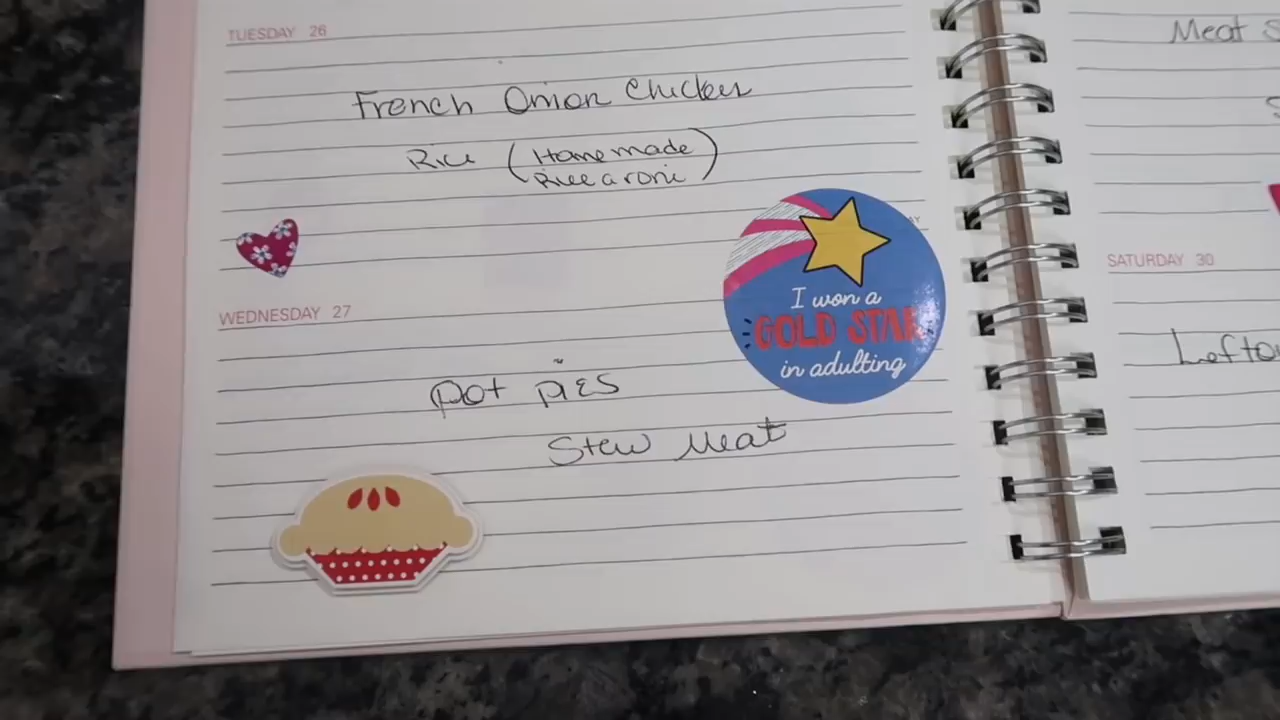 TUESDAY 26
French Onion Chicken
Rice (Homemade
Rice a roni)
WEDNESDAY 27
I won a
GOLD STAR
in adulting
Pot pies
Stew Meat
Meat S
SATURDAY 30
Lefto